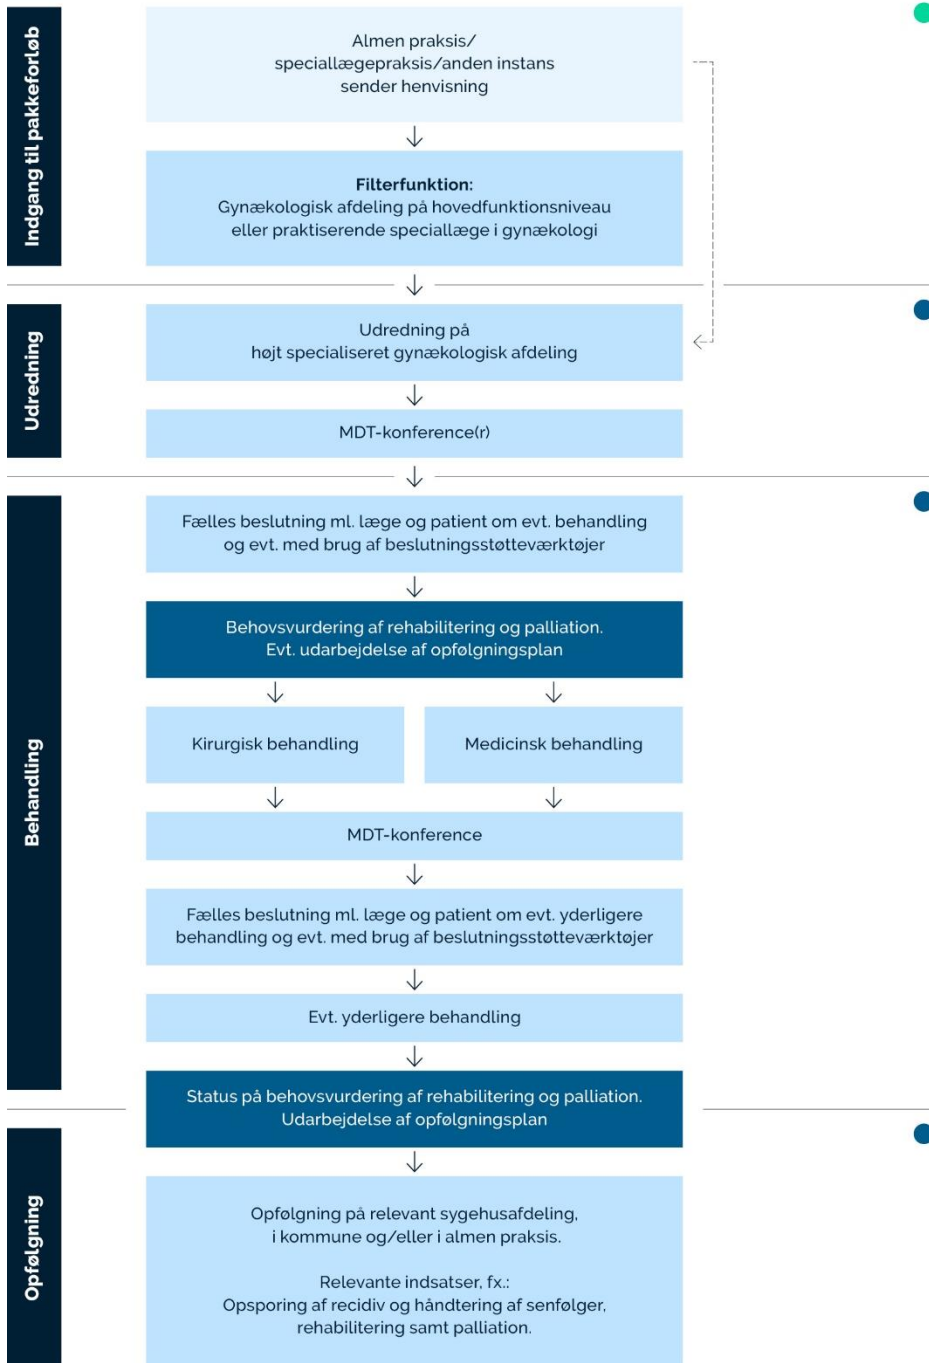 Indgang til pakkeforløb
Almen praksis/
speciallægepraksis/anden instans
sender henvisning
Filterfunktion:
Gynækologisk afdeling på hovedfunktionsniveau
eller praktiserende speciallæge i gynækologi
Udredning
Udredning på
højt specialiseret gynækologisk afdeling
MDT-konference(r)
Behandling
Fælles beslutning ml. læge og patient om evt. behandling
og evt. med brug af beslutningsstøtteværktøjer
Behovsvurdering af rehabilitering og palliation.
Evt. udarbejdelse af opfølgningsplan
Kirurgisk behandling
Medicinsk behandling
MDT-konference
Fælles beslutning ml. læge og patient om evt. yderligere
behandling og evt. med brug af beslutningsstøtteværktøjer
Evt. yderligere behandling
Status på behovsvurdering af rehabilitering og palliation.
Udarbejdelse af opfølgningsplan
Opfølgning
Opfølgning på relevant sygehusafdeling,
i kommune og/eller i almen praksis.
Relevante indsatser, fx.:
Opsporing af recidiv og håndtering af senfølger,
rehabilitering samt palliation.